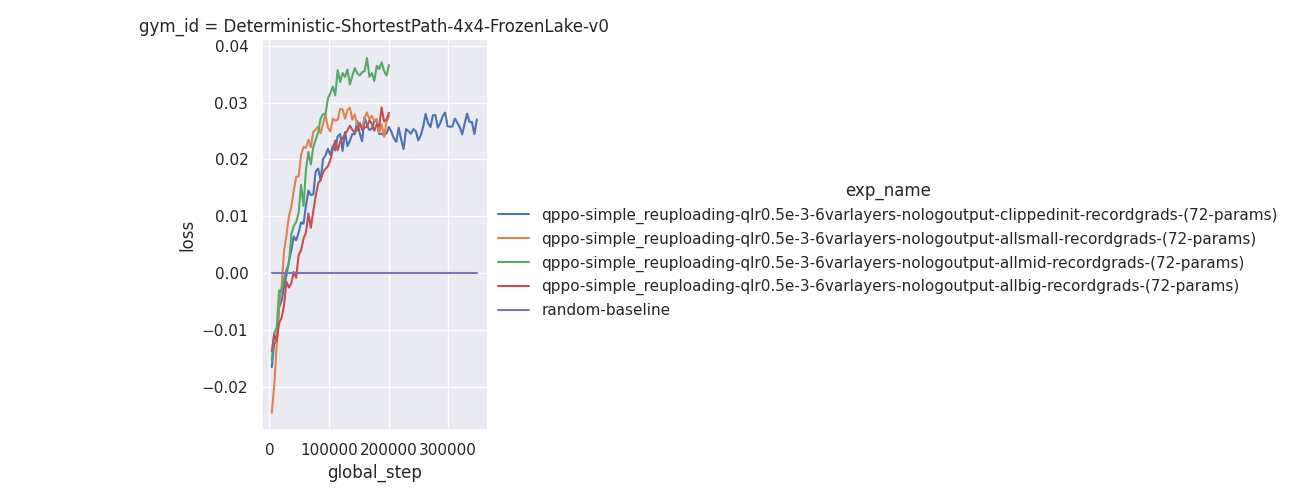 gym_id = Deterministic-ShortestPath-4x4-FrozenLake-v0
0.04
0.03
0.02
0.01
0.00
−0.01
−0.02
loss
0
100000
200000
300000
global_step
exp_name
qppo-simple_reuploading-qlr0.5e-3-6varlayers-nologoutput-clippedinit-recordgrads-(72-params)
qppo-simple_reuploading-qlr0.5e-3-6varlayers-nologoutput-allsmall-recordgrads-(72-params)
qppo-simple_reuploading-qlr0.5e-3-6varlayers-nologoutput-allmid-recordgrads-(72-params)
qppo-simple_reuploading-qlr0.5e-3-6varlayers-nologoutput-allbig-recordgrads-(72-params)
random-baseline